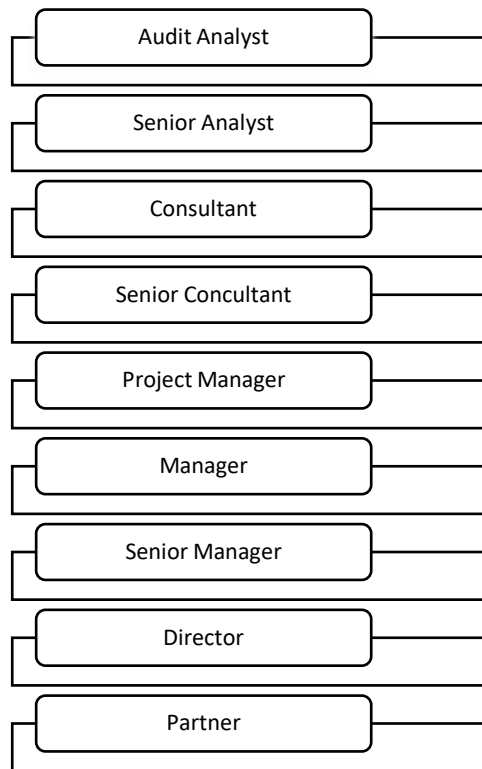 Audit Analyst
Senior Analyst
Consultant
Senior Concultant
Project Manager
Manager
Senior Manager
Director
Partner